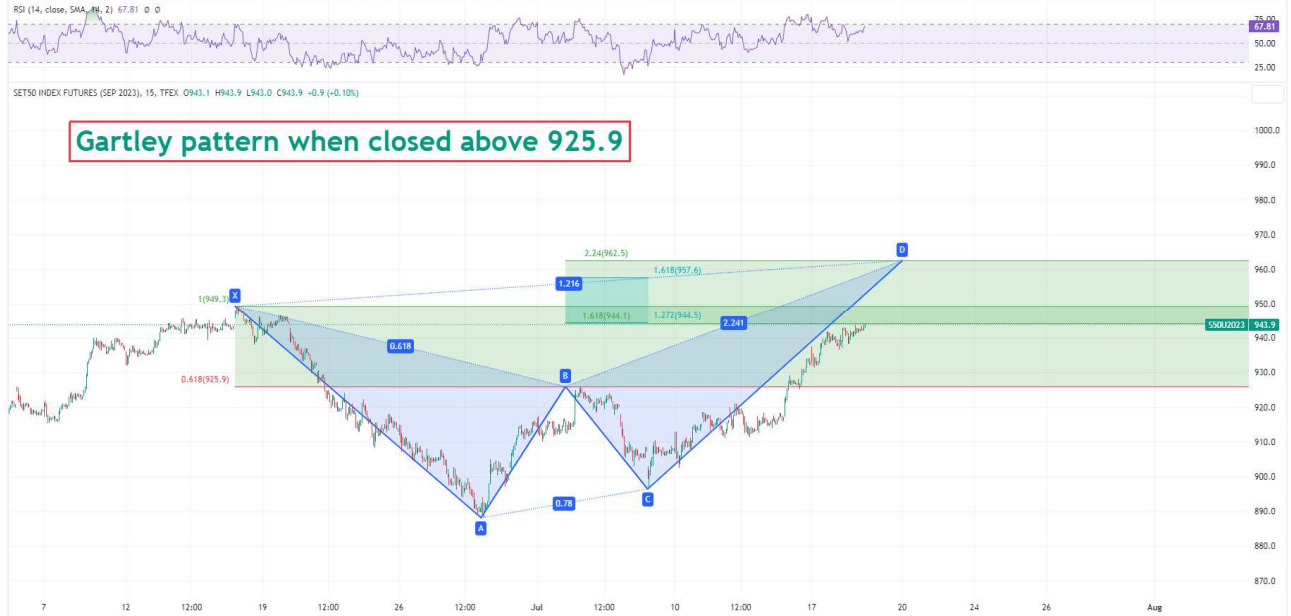 RSI (14, close, SMA, 14, 2) 67.81 Ø Ø
75.00
67.81
50.00
25.00
SET50 INDEX FUTURES (SEP 2023), 15, TFEX O943.1 H943.9 L943.0 C943.9 +0.9 (+0.10%)
Gartley pattern when closed above 925.9
1000.0
990.0
980.0
970.0
960.0
950.0
S50U2023 943.9
940.0
930.0
920.0
910.0
900.0
890.0
880.0
870.0
D
2.24(962.5)
1.618(957.6)
1.216
X
1(949.3)
1.618(944.1)
1.272(944.5)
2.241
0.618
B
0.618(925.9)
C
0.78
A
7 12 12:00 19 12:00 26 12:00 Jul 12:00 10 12:00 17 20 24 26 Aug